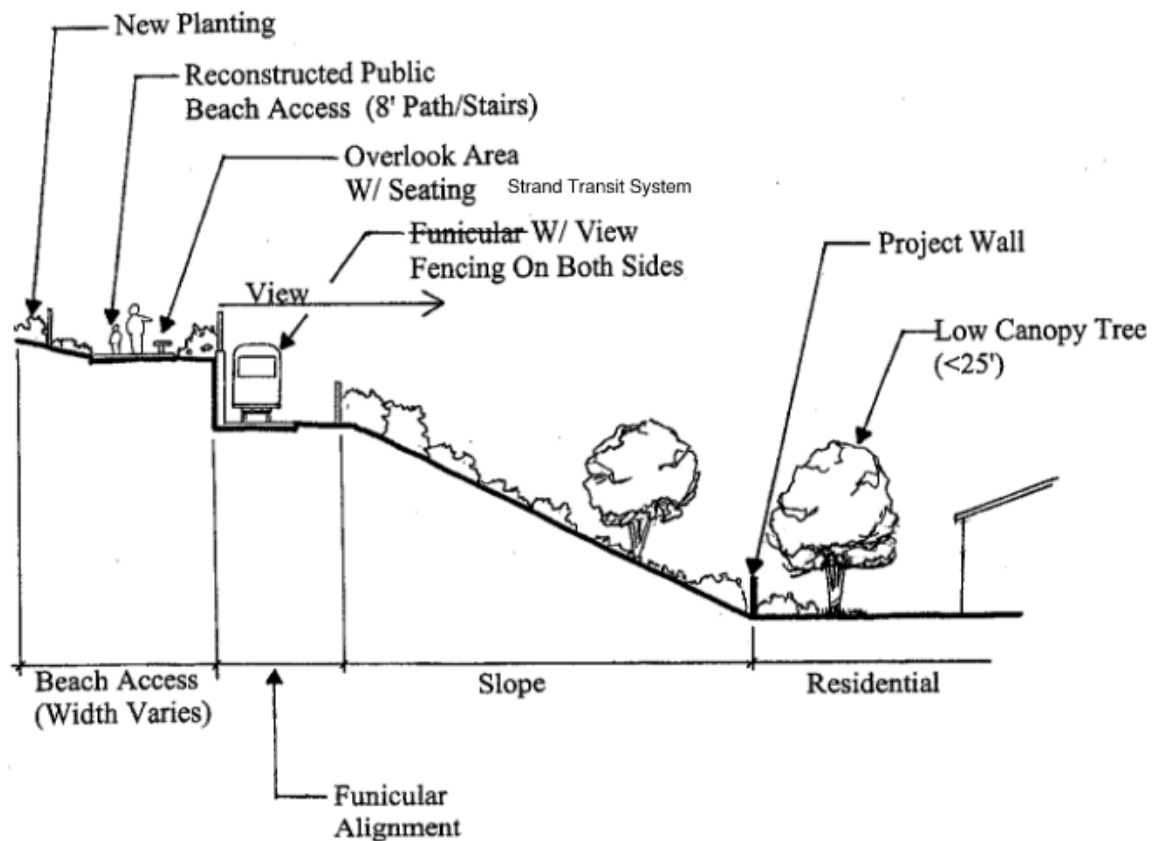 New Planting
Reconstructed Public
Beach Access (8' Path/Stairs)
Overlook Area
W/ Seating
Strand Transit System
Funicular W/ View
Fencing On Both Sides
View
Project Wall
Low Canopy Tree
(<25')
Beach Access
(Width Varies)
Slope
Residential
Funicular
Alignment